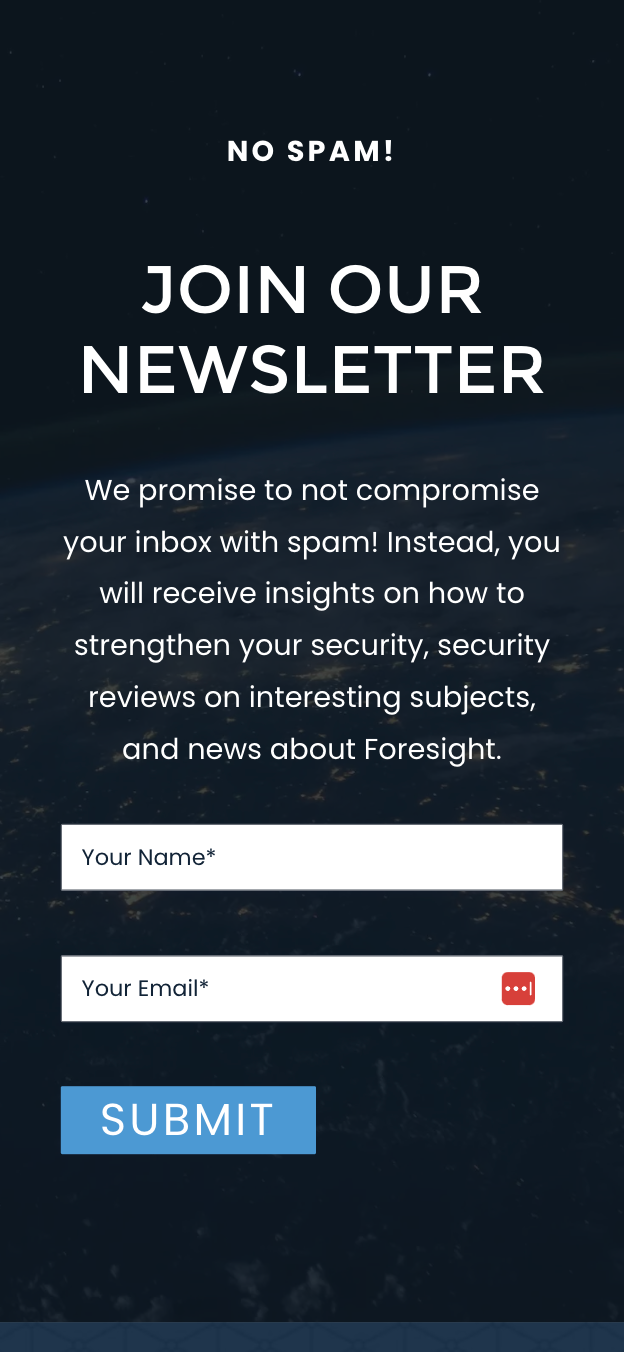 NO SPAM!
JOIN OUR
NEWSLETTER
We promise to not compromise
your inbox with spam! Instead, you
will receive insights on how to
strengthen your security, security
reviews on interesting subjects,
and news about Foresight.
Your Name*
Your Email*
SUBMIT